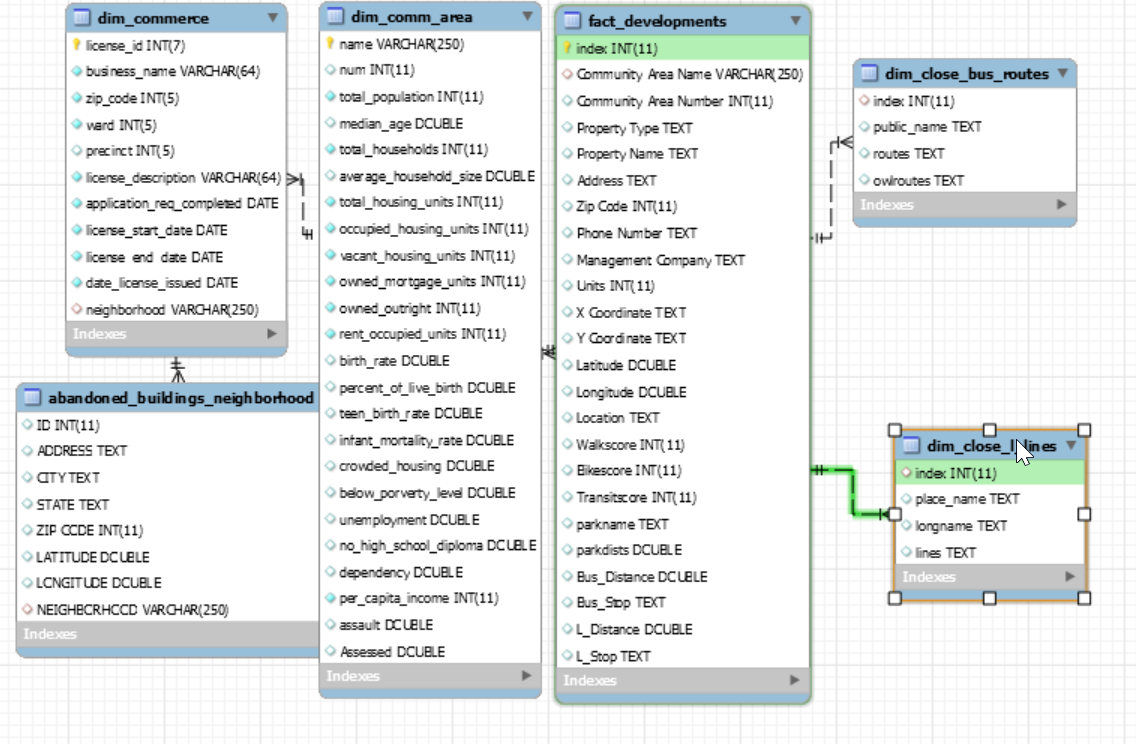 dim_commerce
license_id INT(7)
business_name VARCHAR(64)
zip_code INT(5)
ward INT(5)
precinct INT(5)
license_description VARCHAR(64)
application_req_completed DATE
license_start_date DATE
license_end_date DATE
date_license_issued DATE
neighborhood VARCHAR(250)
Indexes
abandoned_buildings_neighborhood
ID INT(11)
ADDRESS TEXT
CITY TEXT
STATE TEXT
ZIP CODE INT(11)
LATITUDE DOUBLE
LONGITUDE DOUBLE
NEIGHBORHOOD VARCHAR(250)
Indexes
dim_comm_area
name VARCHAR(250)
num INT(11)
total_population INT(11)
median_age DOUBLE
total_households INT(11)
average_household_size DOUBLE
total_housing_units INT(11)
occupied_housing_units INT(11)
vacant_housing_units INT(11)
owned_mortgage_units INT(11)
owned_outright INT(11)
rent_occupied_units INT(11)
birth_rate DOUBLE
percent_of_live_birth DOUBLE
teen_birth_rate DOUBLE
infant_mortality_rate DOUBLE
crowded_housing DOUBLE
below_porverty_level DOUBLE
unemployment DOUBLE
no_high_school_diploma DOUBLE
dependency DOUBLE
per_capita_income INT(11)
assault DOUBLE
Assessed DOUBLE
Indexes
fact_developments
index INT(11)
Community Area Name VARCHAR(250)
Community Area Number INT(11)
Property Type TEXT
Property Name TEXT
Address TEXT
Zip Code INT(11)
Phone Number TEXT
Management Company TEXT
Units INT(11)
X Coordinate TEXT
Y Coordinate TEXT
Latitude DOUBLE
Longitude DOUBLE
Location TEXT
Walkscore INT(11)
Bikescore INT(11)
Transitscore INT(11)
parkname TEXT
parkdists DOUBLE
Bus_Distance DOUBLE
Bus_Stop TEXT
L_Distance DOUBLE
L_Stop TEXT
Indexes
dim_close_bus_routes
index INT(11)
public_name TEXT
routes TEXT
owlroutes TEXT
Indexes
index INT(11)
place_name TEXT
longname TEXT
lines TEXT
Indexes